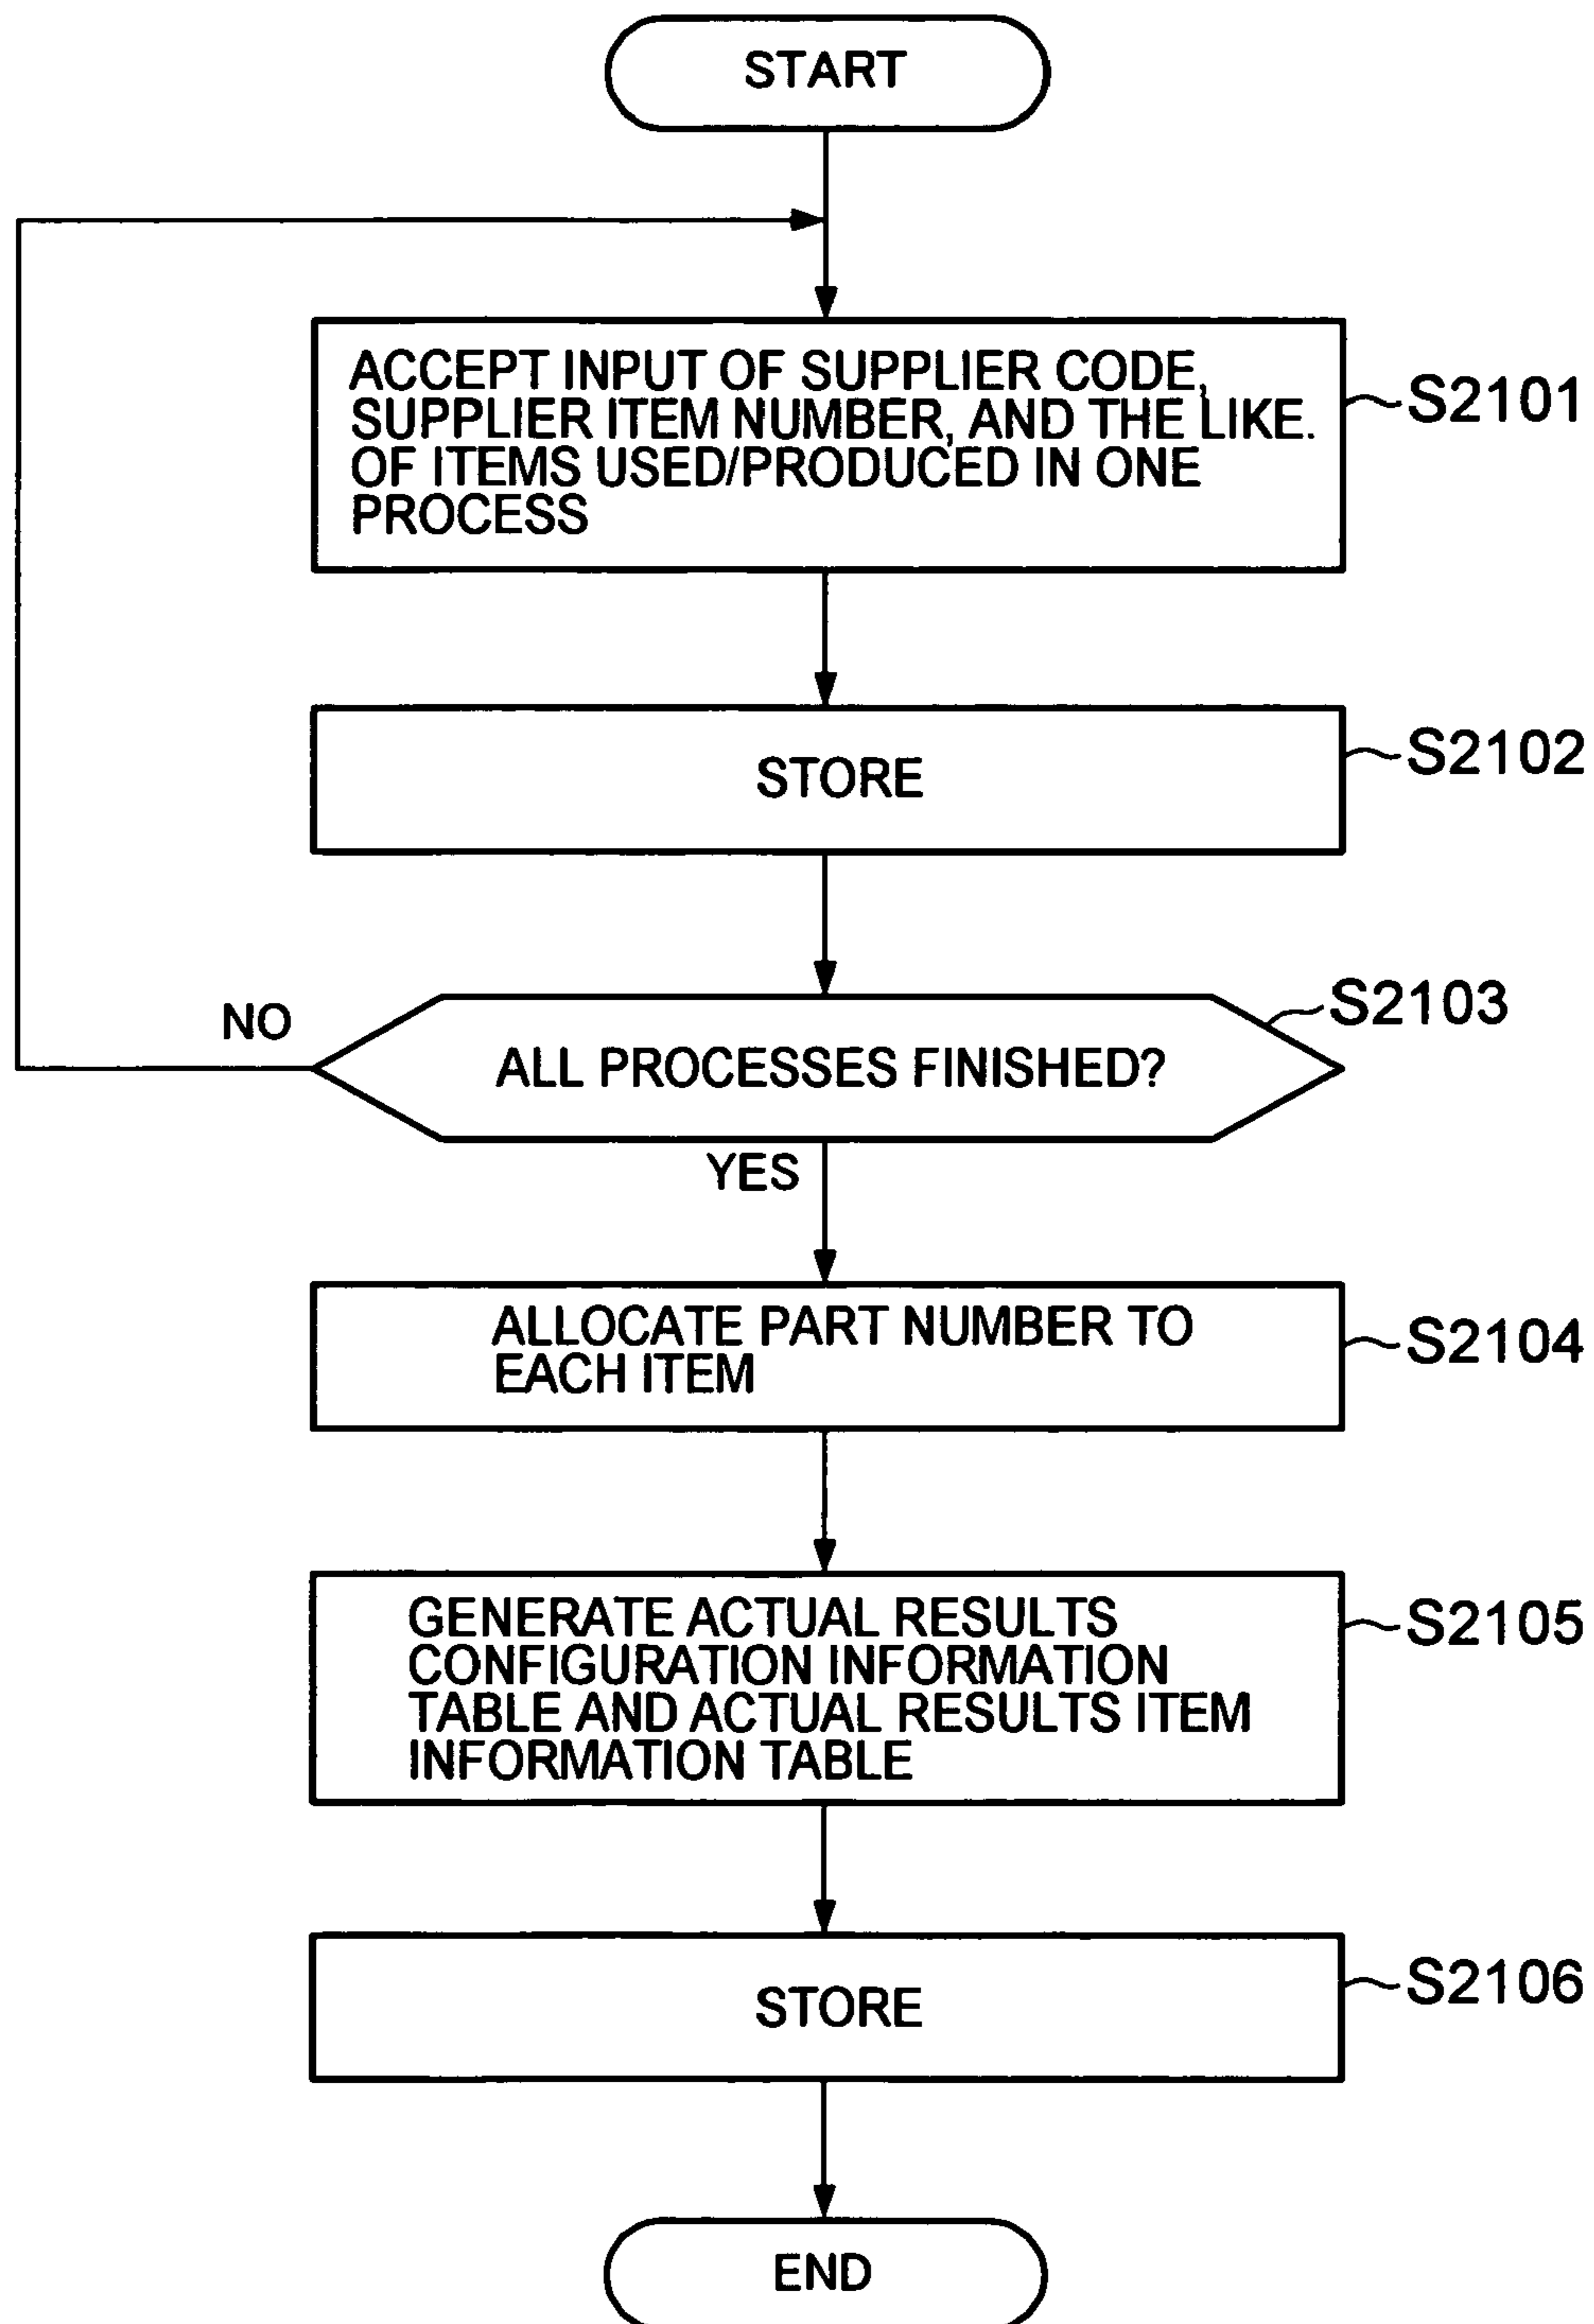 START
ACCEPT INPUT OF SUPPLIER CODE,
SUPPLIER ITEM NUMBER, AND THE LIKE.
OF ITEMS USED/PRODUCED IN ONE
PROCESS
S2101
STORE
S2102
NO
ALL PROCESSES FINISHED?
S2103
YES
ALLOCATE PART NUMBER TO
EACH ITEM
S2104
GENERATE ACTUAL RESULTS
CONFIGURATION INFORMATION
TABLE AND ACTUAL RESULTS ITEM
INFORMATION TABLE
S2105
STORE
S2106
END